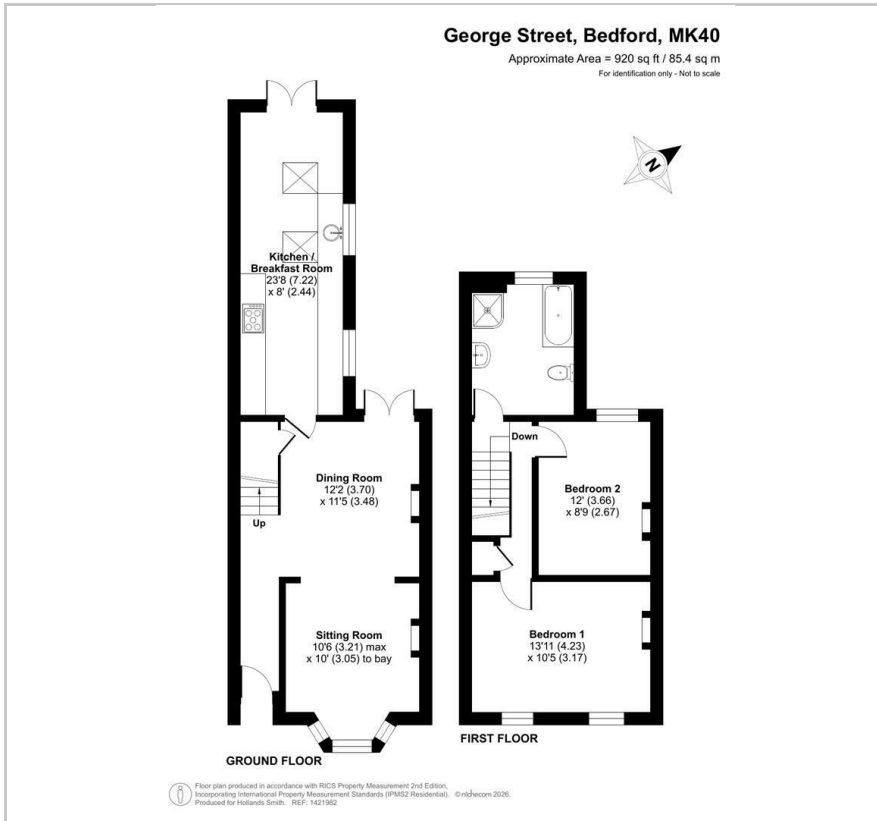 George Street, Bedford, MK40
Approximate Area = 920 sq ft / 85.4 sq m
For identification only - Not to scale
N
Kitchen /
Breakfast Room
23'8 (7.22)
x 8' (2.44)
Dining Room
12'2 (3.70)
x 11'5 (3.48)
Up
Sitting Room
10'6 (3.21) max
x 10' (3.05) to bay
GROUND FLOOR
Down
Bedroom 2
12' (3.66)
x 8'9 (2.67)
Bedroom 1
13'11 (4.23)
x 10'5 (3.17)
FIRST FLOOR
Floor plan produced in accordance with RICS Property Measurement 2nd Edition,
Incorporating International Property Measurement Standards (IPMS2 Residential). © nichecom 2026.
Produced for Hollands Smith. REF: 1421982